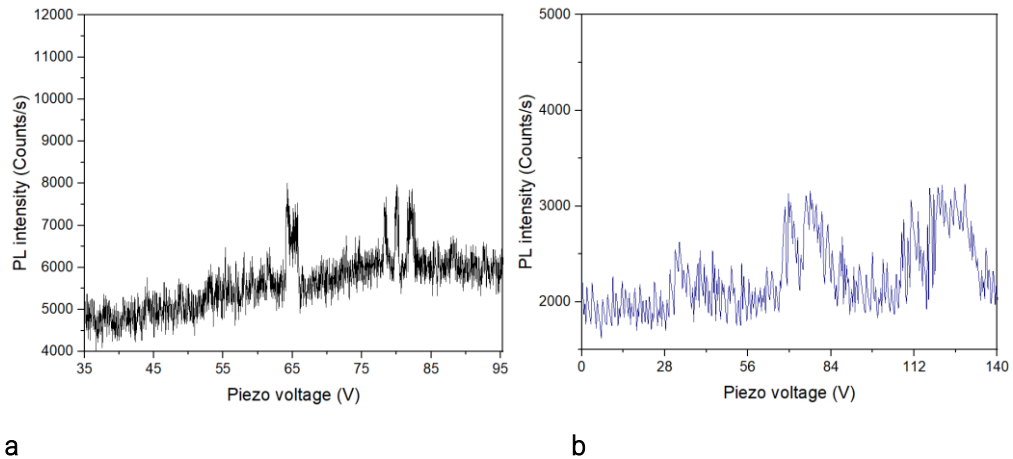 12000
11000
10000
9000
8000
7000
6000
5000
4000
PL intensity (Counts/s)
35 45 55 65 75 85 95
Piezo voltage (V)
a
5000
4000
3000
2000
PL intensity (Counts/s)
0 28 56 84 112 140
Piezo voltage (V)
b